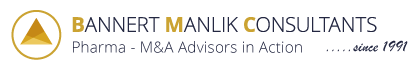 BANNERT MANLIK CONSULTANTS
Pharma - M&A Advisors in Action .....since 1991